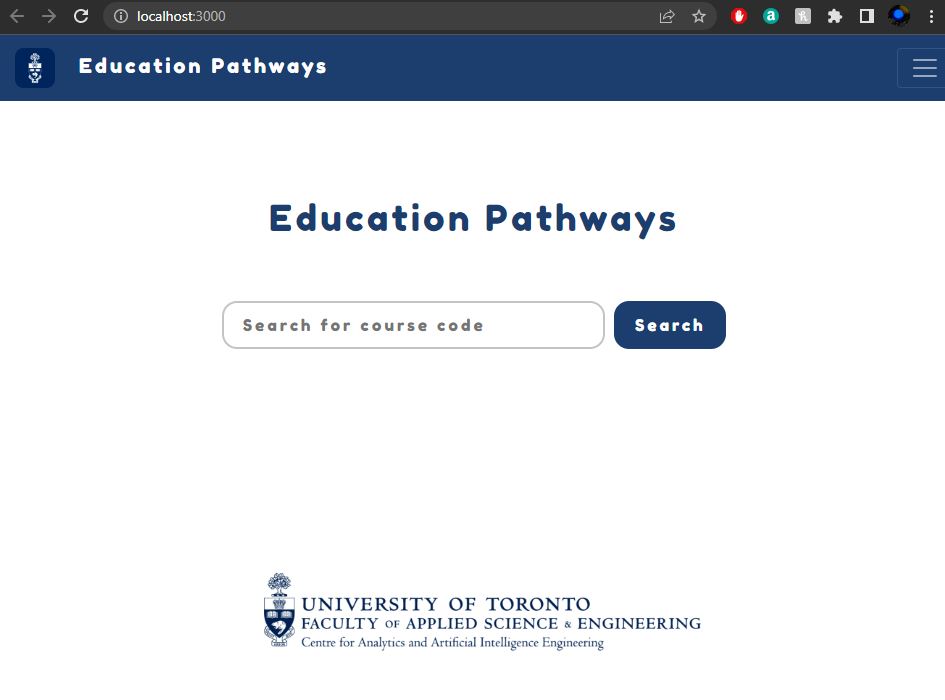 localhost:3000
Education Pathways
Education Pathways
Search for course code
Search
UNIVERSITY OF TORONTO
FACULTY OF APPLIED SCIENCE & ENGINEERING
Centre for Analytics and Artificial Intelligence Engineering